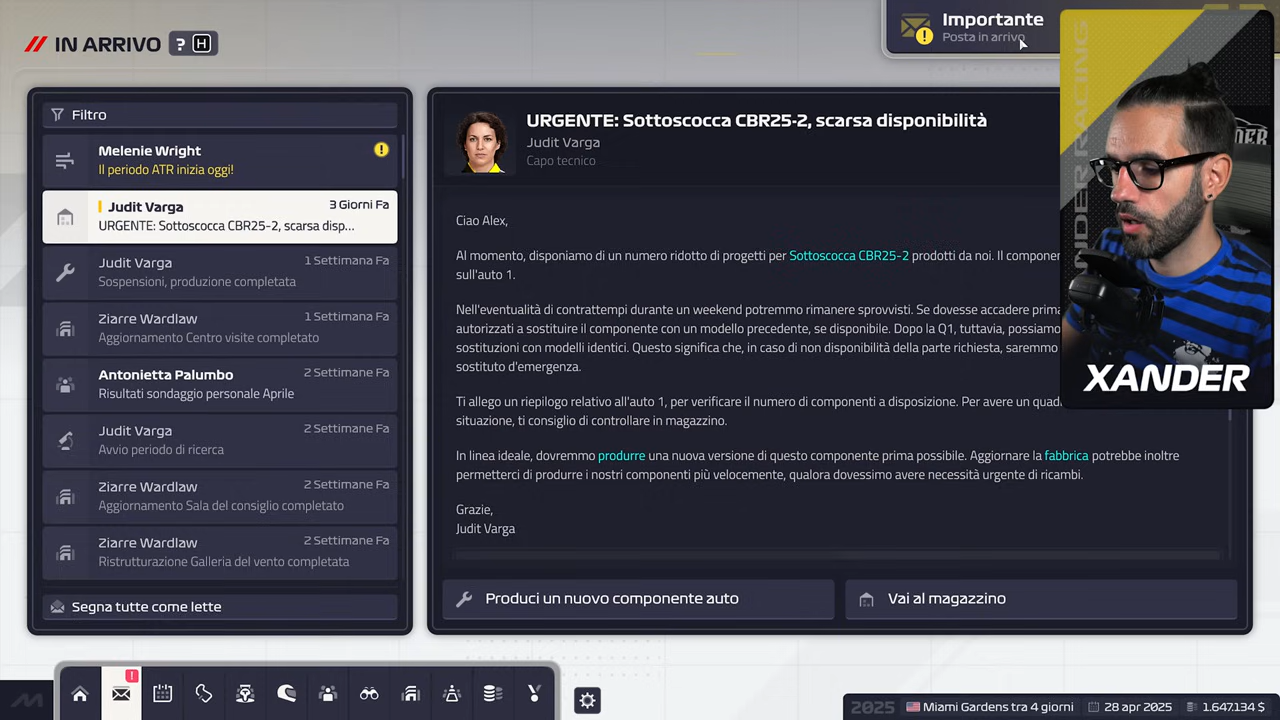 IN ARRIVO
? H
Importante
Posta in arrivo
Filtro
Melenie Wright
Il periodo ATR inizia oggi!
Judit Varga
3 Giorni Fa
URGENTE: Sottoscocca CBR25-2, scarsa disp...
Judit Varga
1 Settimana Fa
Sospensioni, produzione completata
Ziarre Wardlaw
1 Settimana Fa
Aggiornamento Centro visite completato
Antonietta Palumbo
2 Settimane Fa
Risultati sondaggio personale Aprile
Judit Varga
2 Settimane Fa
Avvio periodo di ricerca
Ziarre Wardlaw
2 Settimane Fa
Aggiornamento Sala del consiglio completato
Ziarre Wardlaw
2 Settimane Fa
Ristrutturazione Galleria del vento completata
Segna tutte come lette
URGENTE: Sottoscocca CBR25-2, scarsa disponibilità
Judit Varga
Capo tecnico
Ciao Alex,
Al momento, disponiamo di un numero ridotto di progetti per Sottoscocca CBR25-2 prodotti da noi. Il compon
sull'auto 1.
Nell'eventualità di contrattempi durante un weekend potremmo rimanere sprovvisti. Se dovesse accadere prima
autorizzati a sostituire il componente con un modello precedente, se disponibile. Dopo la Q1, tuttavia, possiamo
sostituzioni con modelli identici. Questo significa che, in caso di non disponibilità della parte richiesta, saremmo
sostituto d'emergenza.
Ti allego un riepilogo relativo all'auto 1, per verificare il numero di componenti a disposizione. Per avere un quad
situazione, ti consiglio di controllare in magazzino.
In linea ideale, dovremmo produrre una nuova versione di questo componente prima possibile. Aggiornare la fabbrica potrebbe inoltre
permetterci di produrre i nostri componenti più velocemente, qualora dovessimo avere necessità urgente di ricambi.
Grazie,
Judit Varga
Produci un nuovo componente auto
Vai al magazzino
XANDER
2025
Miami Gardens tra 4 giorni
28 apr 2025
1.647.134 $